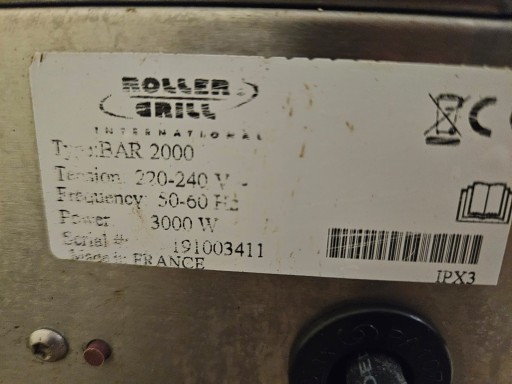 ROLLER
GRILL
INTERNATIONAL
Type: BAR 2000
Tension 220-240 V ~
Frequency 50-60 Hz
Power 3000 W
Serial #: 191003411
Made in FRANCE
CE
IPX3